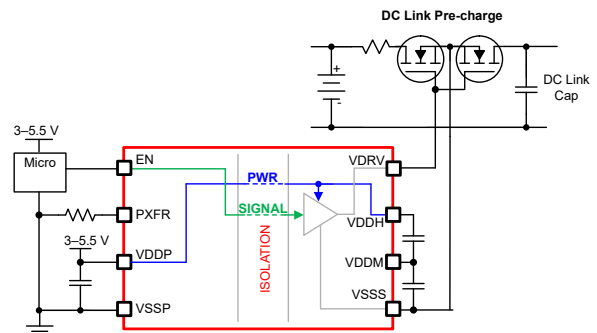 DC Link Pre-charge
+
-
DC Link
Cap
3–5.5 V
Micro
EN
PWR
VDRV
PXFR
SIGNAL
VDDH
3–5.5 V
ISOLATION
VDDP
VDDM
VSSS
VSSP